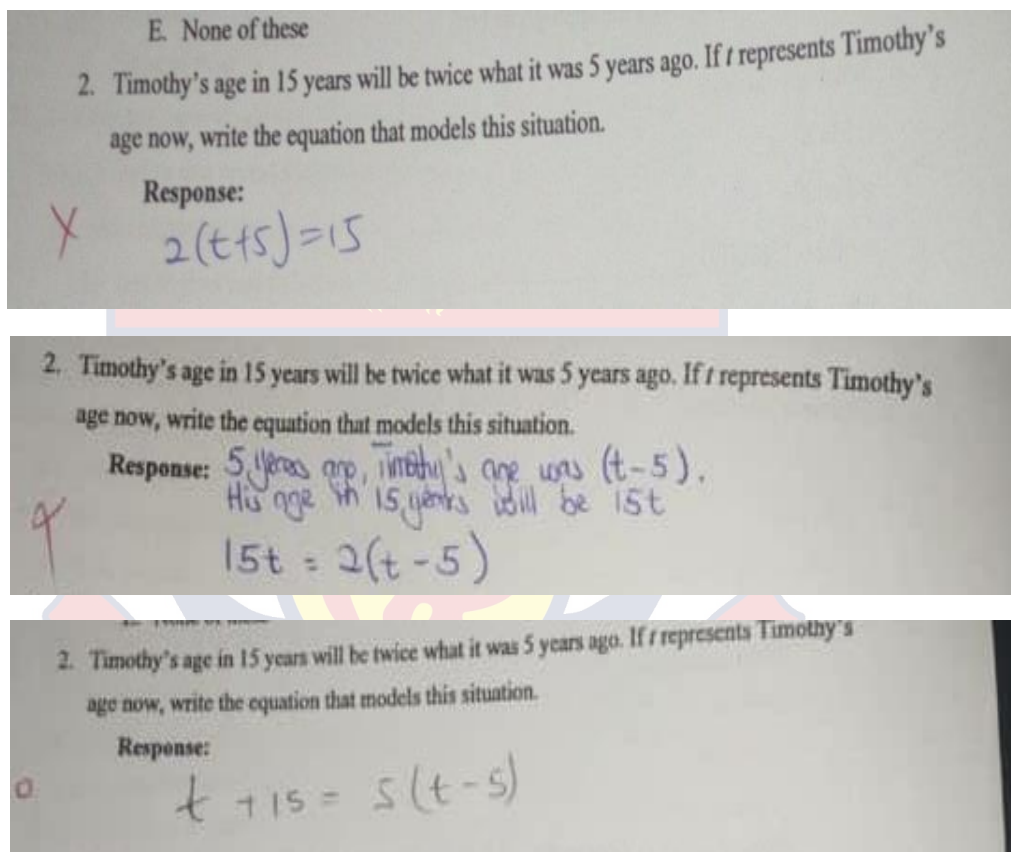 E. None of these
2. Timothy's age in 15 years will be twice what it was 5 years ago. If t represents Timothy's
age now, write the equation that models this situation.
Response:
X
2(t+5)=15
2. Timothy's age in 15 years will be twice what it was 5 years ago. If t represents Timothy's
age now, write the equation that models this situation.
Response: 5 years ago, Timothy's age was (t-5).
His age in 15 years will be 15t
15t = 2(t-5)
2. Timothy's age in 15 years will be twice what it was 5 years ago. If t represents Timothy's
age now, write the equation that models this situation.
Response:
0
t + 15 = 5(t-5)